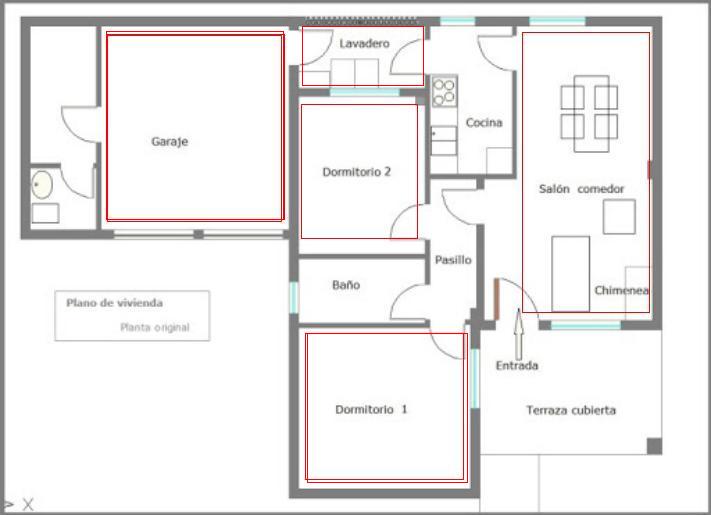 Lavadero
Garaje
Cocina
Dormitorio 2
Salón comedor
Pasillo
Baño
Chimenea
Plano de vivienda
Planta original
Entrada
Dormitorio 1
Terraza cubierta
> X